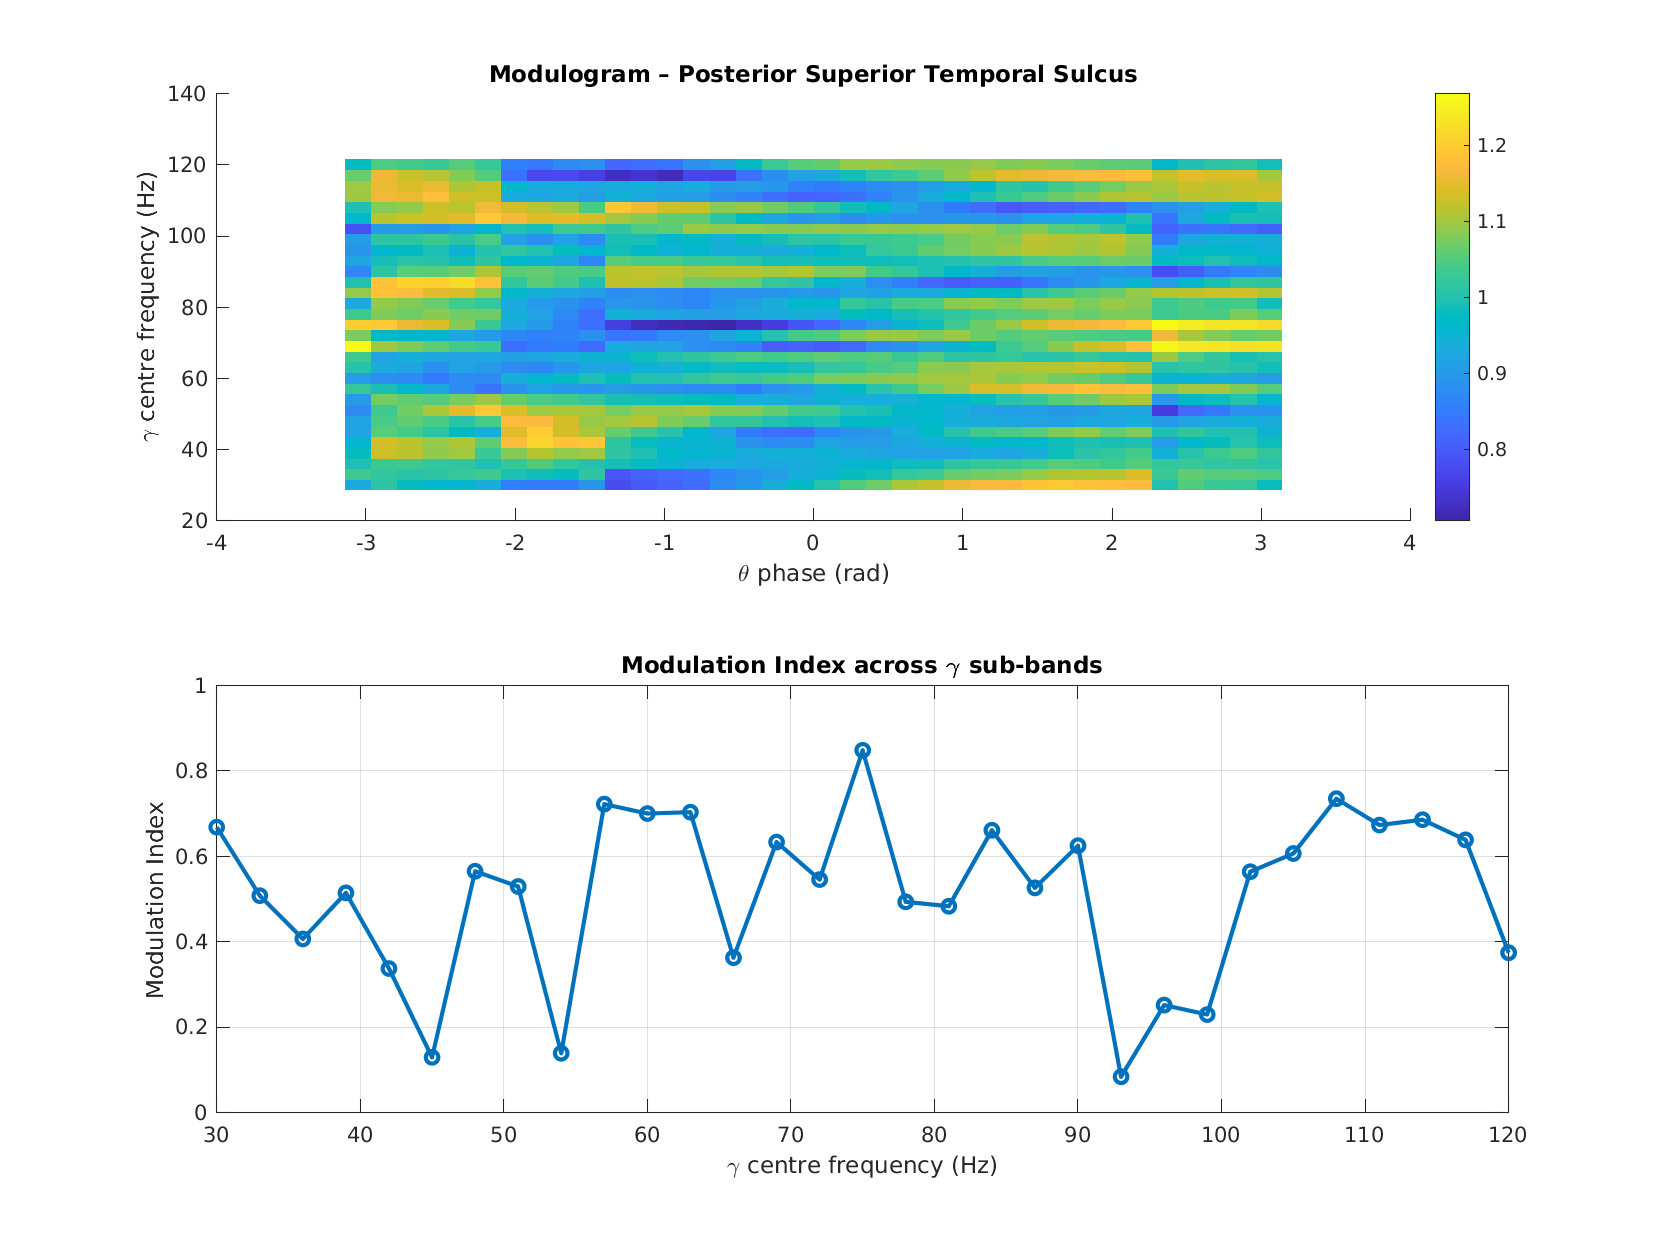 Modulogram – Posterior Superior Temporal Sulcus
140
120
100
80
60
40
20
γ centre frequency (Hz)
-4 -3 -2 -1 0 1 2 3 4
θ phase (rad)
1.2
1.1
1
0.9
0.8
Modulation Index across γ sub-bands
1
0.8
0.6
0.4
0.2
0
Modulation Index
30 40 50 60 70 80 90 100 110 120
γ centre frequency (Hz)